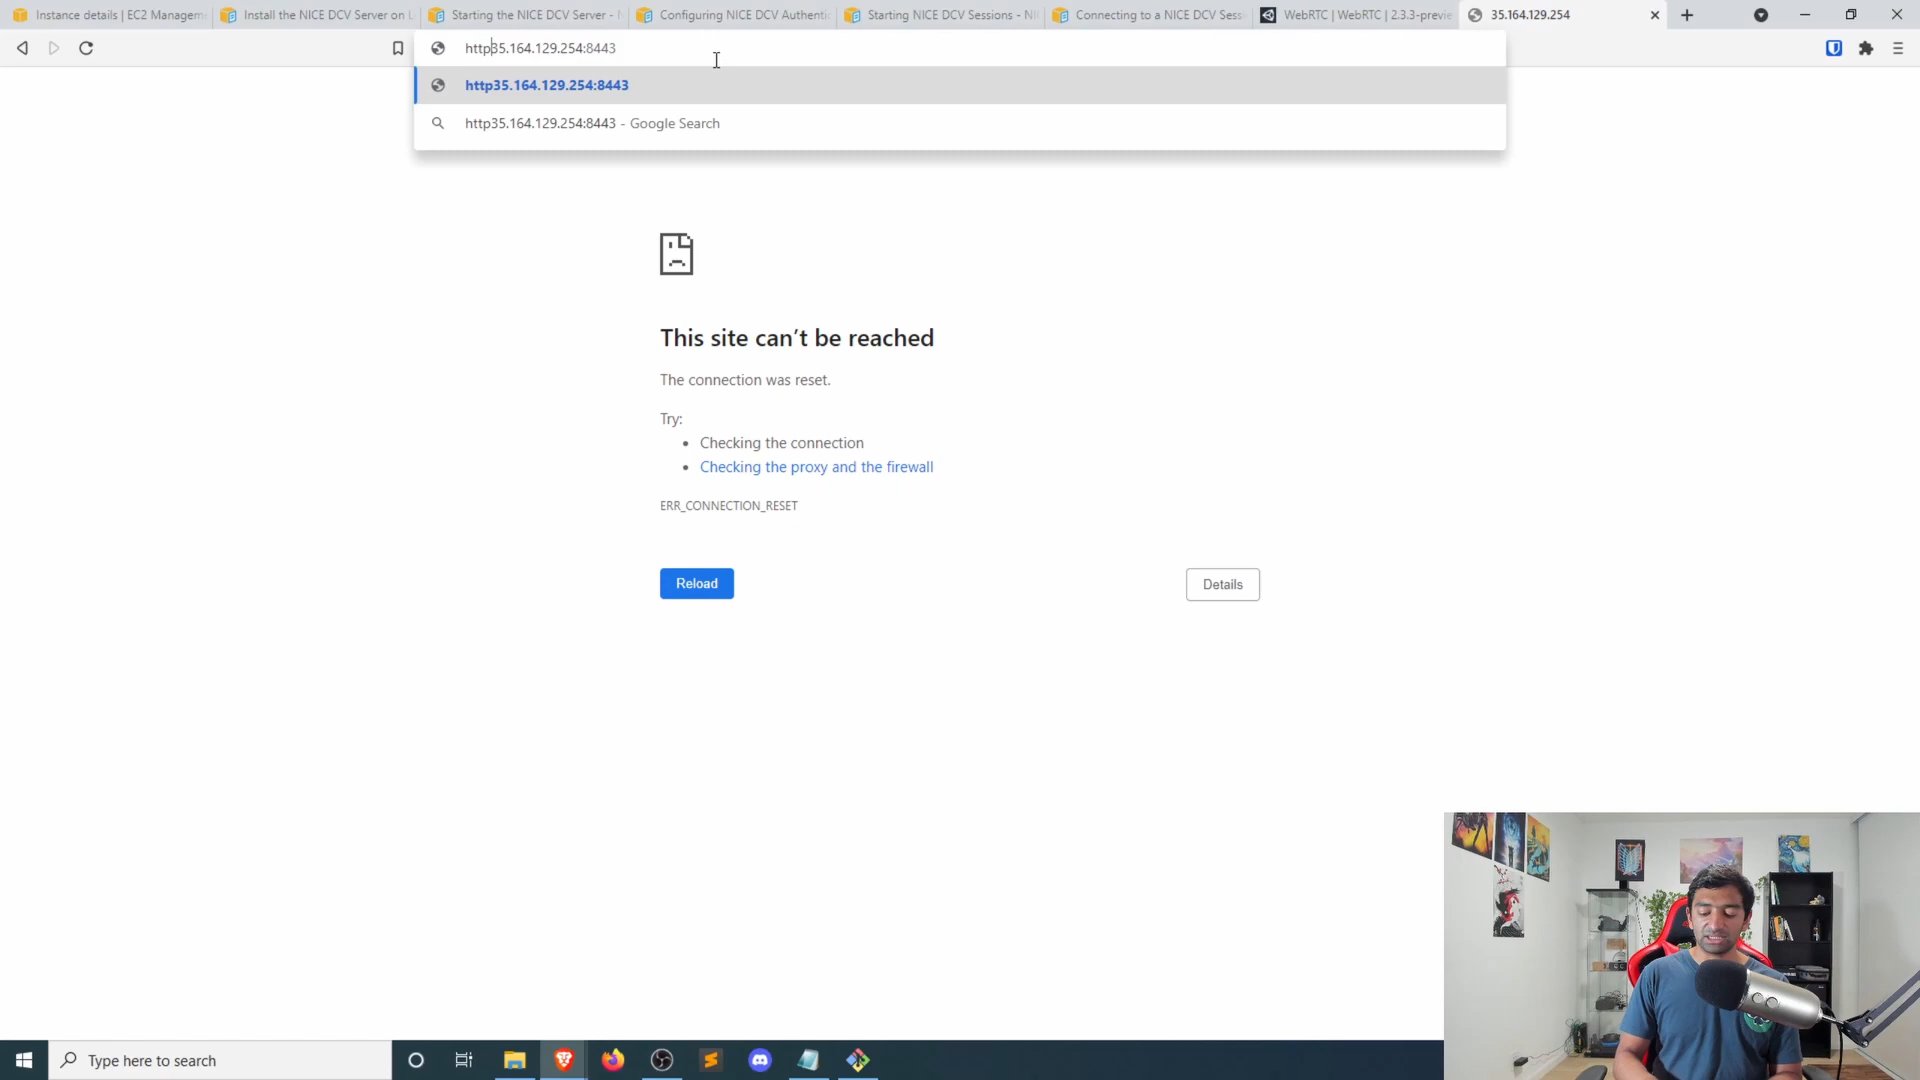 Instance details | EC2 Managem
Install the NICE DCV Server on L
Starting the NICE DCV Server - N
Configuring NICE DCV Authenti
Starting NICE DCV Sessions - NI
Connecting to a NICE DCV Sess
WebRTC | WebRTC | 2.3.3-previe
35.164.129.254
http35.164.129.254:8443
http35.164.129.254:8443
http35.164.129.254:8443 - Google Search
This site can’t be reached
The connection was reset.
Try:
• Checking the connection
• Checking the proxy and the firewall
ERR_CONNECTION_RESET
Reload
Details
Type here to search